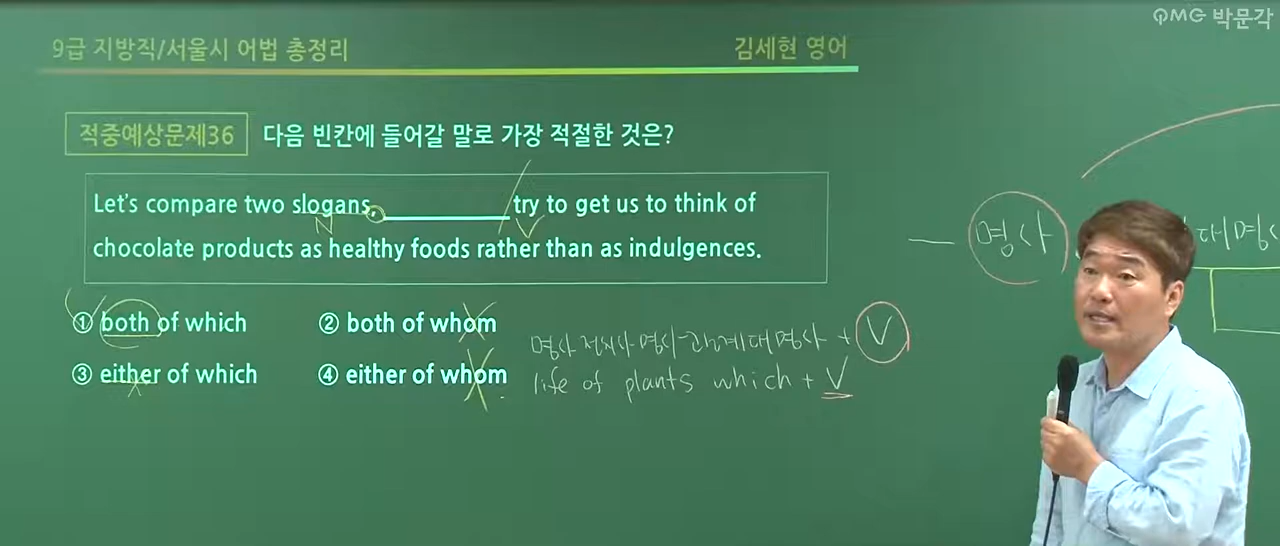 QMG 박문각
9급 지방직/서울시 어법 총정리
김세현 영어
적중예상문제36 다음 빈칸에 들어갈 말로 가장 적절한 것은?
Let's compare two slogans, __________ try to get us to think of
N V
chocolate products as healthy foods rather than as indulgences.
① both of which
② both of whom
③ either of which
④ either of whom
명사 전치사 명사-관계대명사 + V
life of plants which + V
명사
대명사